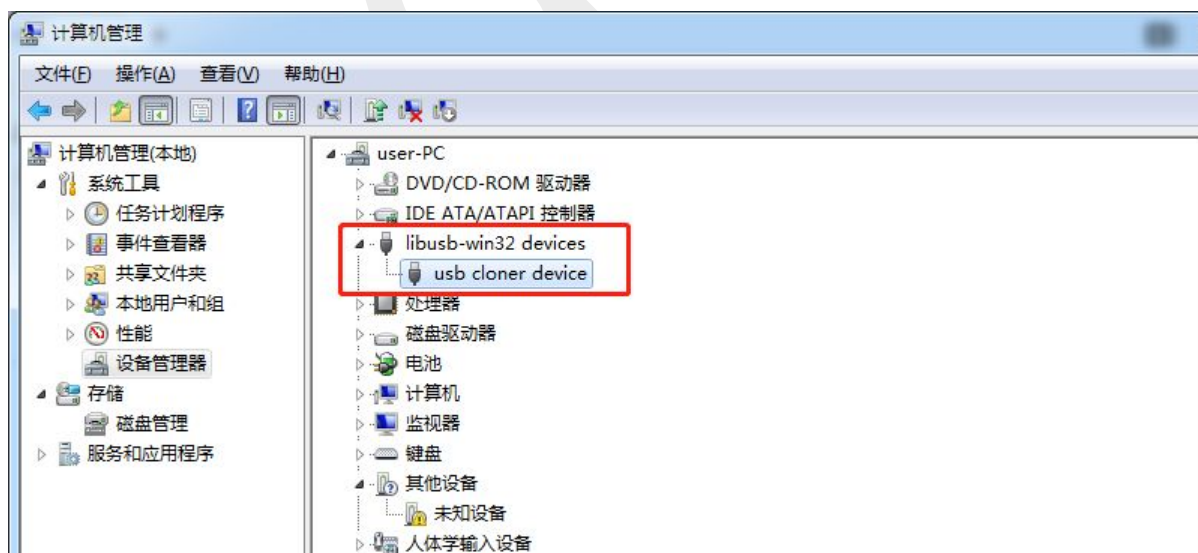 计算机管理
文件(F) 操作(A) 查看(V) 帮助(H)
计算机管理(本地)
系统工具
任务计划程序
事件查看器
共享文件夹
本地用户和组
性能
设备管理器
存储
磁盘管理
服务和应用程序
user-PC
DVD/CD-ROM 驱动器
IDE ATA/ATAPI 控制器
libusb-win32 devices
usb cloner device
处理器
磁盘驱动器
电池
计算机
监视器
键盘
其他设备
未知设备
人体学输入设备